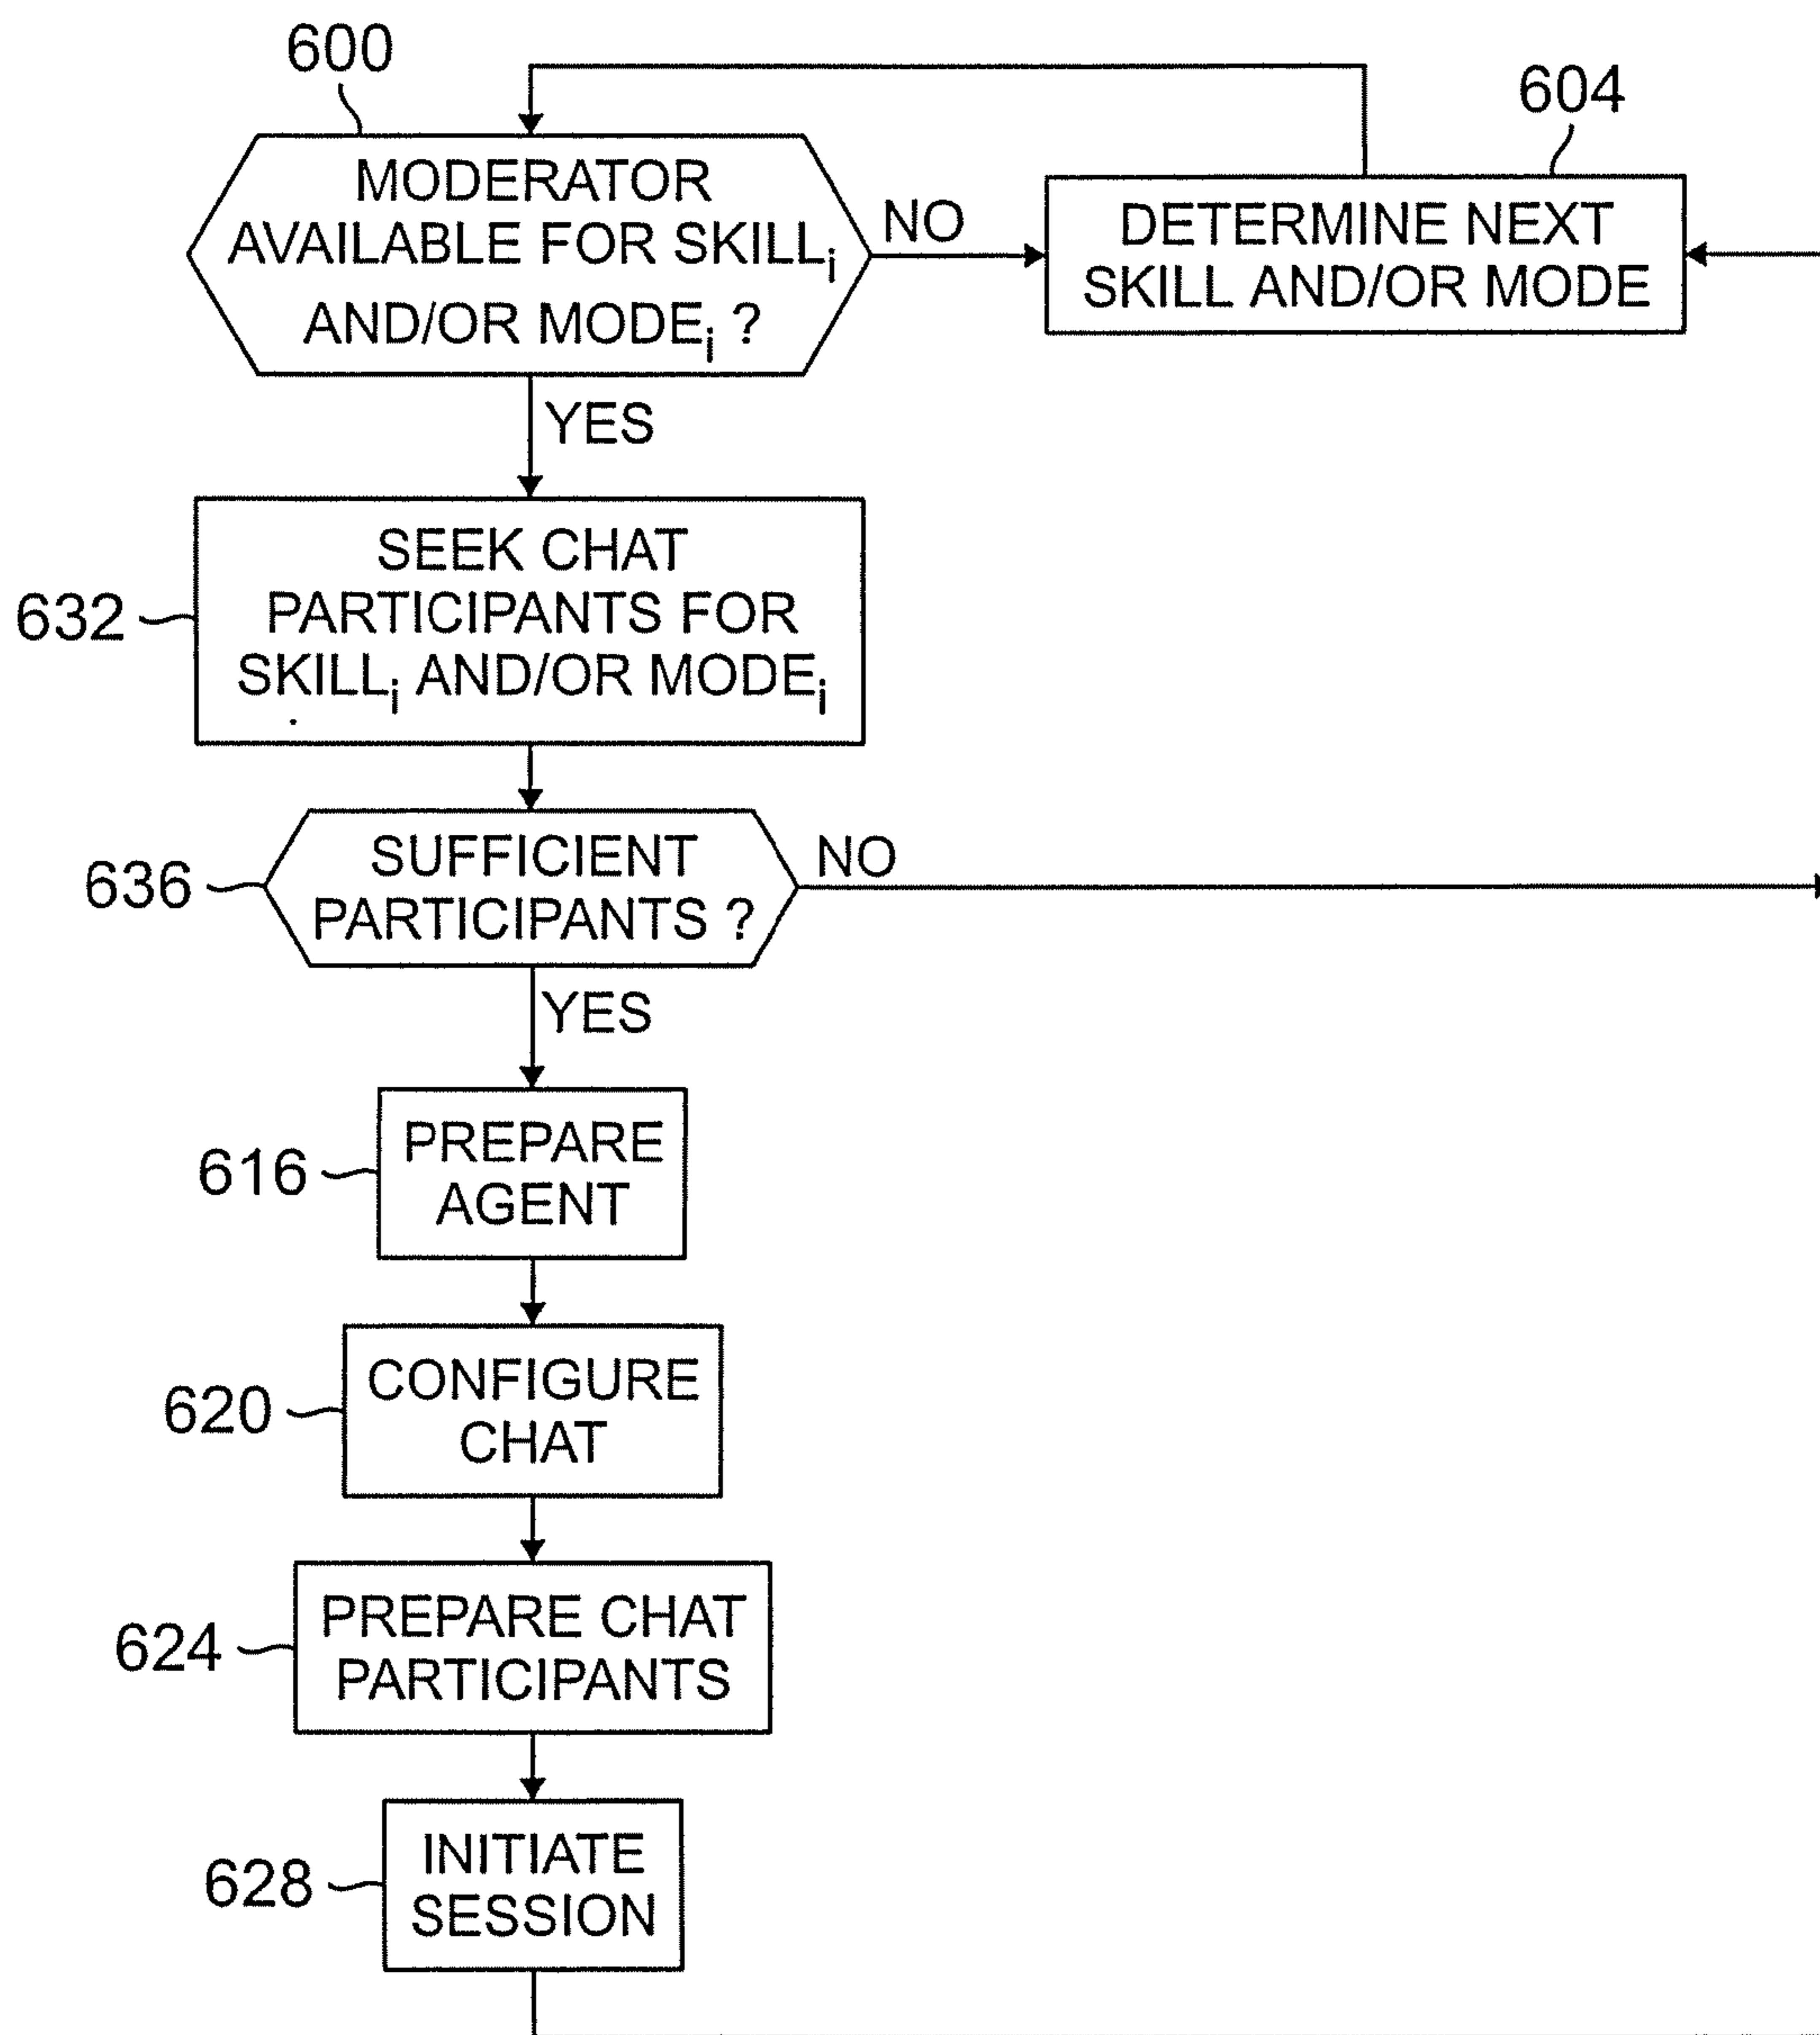 600
604
MODERATOR
AVAILABLE FOR SKILLi
AND/OR MODEi ?
NO
DETERMINE NEXT
SKILL AND/OR MODE
YES
632
SEEK CHAT
PARTICIPANTS FOR
SKILLi AND/OR MODEi
636
SUFFICIENT
PARTICIPANTS ?
NO
YES
616
PREPARE
AGENT
620
CONFIGURE
CHAT
624
PREPARE CHAT
PARTICIPANTS
628
INITIATE
SESSION